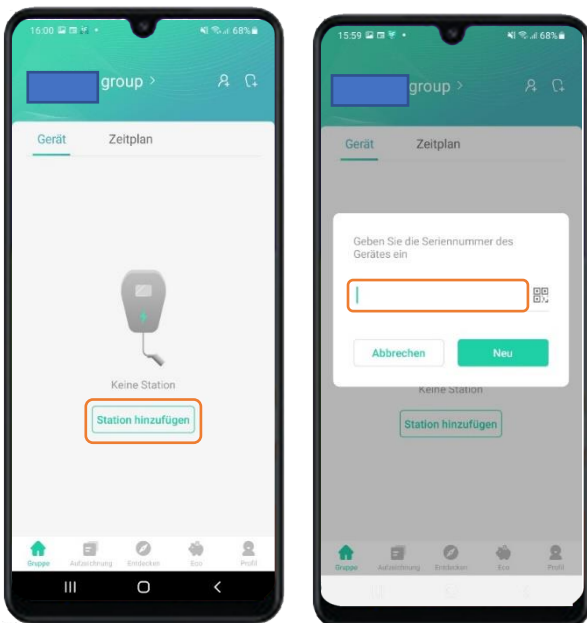 16:00
68%
group >
Gerät Zeitplan
Keine Station
Station hinzufügen
Gruppe Aufzeichnung Entdecken Eco Profil
15:59
68%
group >
Gerät Zeitplan
Geben Sie die Seriennummer des
Gerätes ein
Abbrechen Neu
Keine Station
Station hinzufügen
Gruppe Aufzeichnung Entdecken Eco Profil